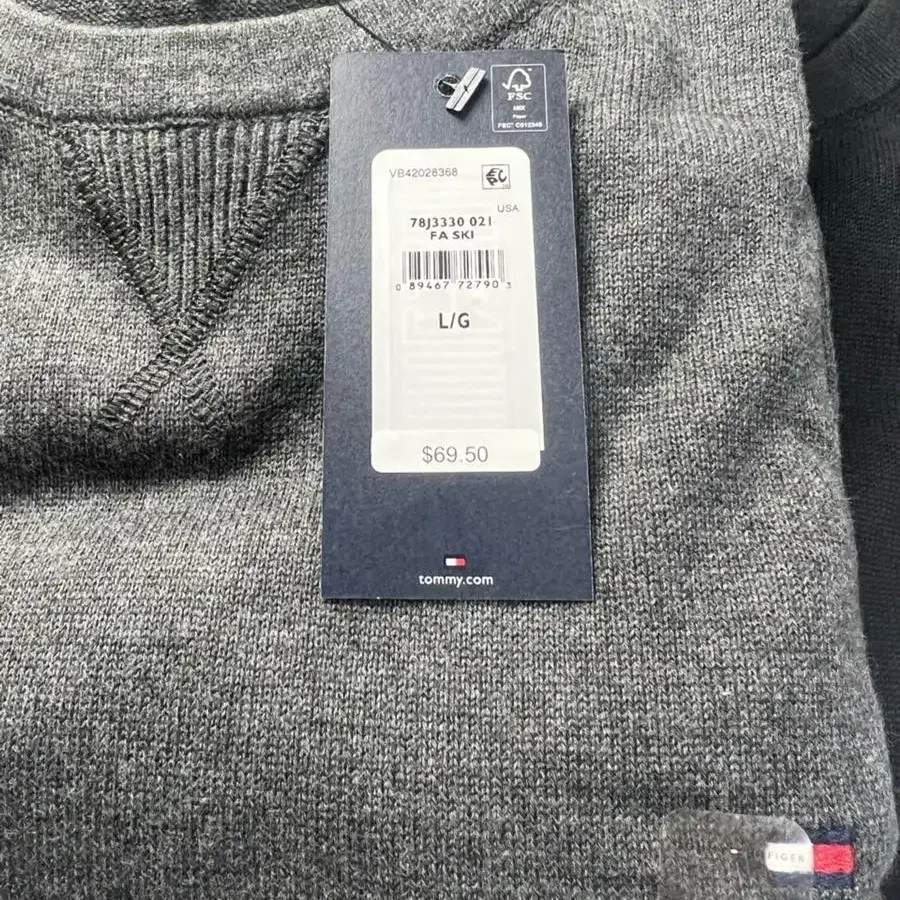 FSC
MIX
Paper
FSC® C012345
VB42028368
USA
78J3330 021
FA SKI
0 89467 72790 3
L/G
$69.50
tommy.com
FIGER